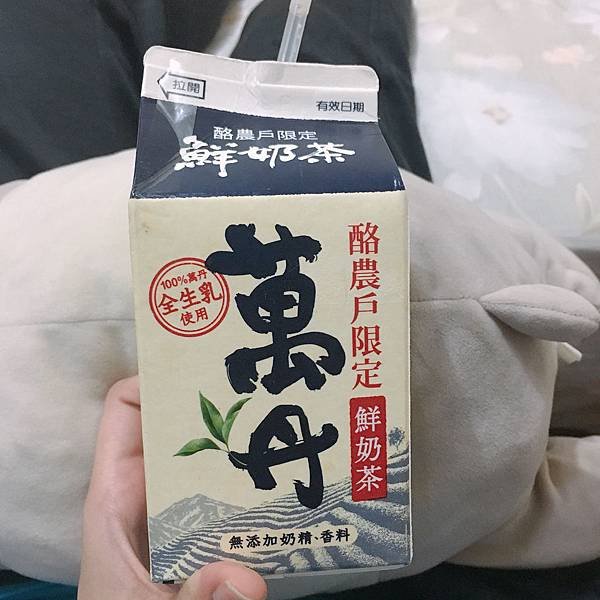 拉開
有效日期
酪農戶限定
鮮奶茶
酪農戶限定
鮮奶茶
萬丹
100%萬丹
全生乳
使用
無添加奶精、香料